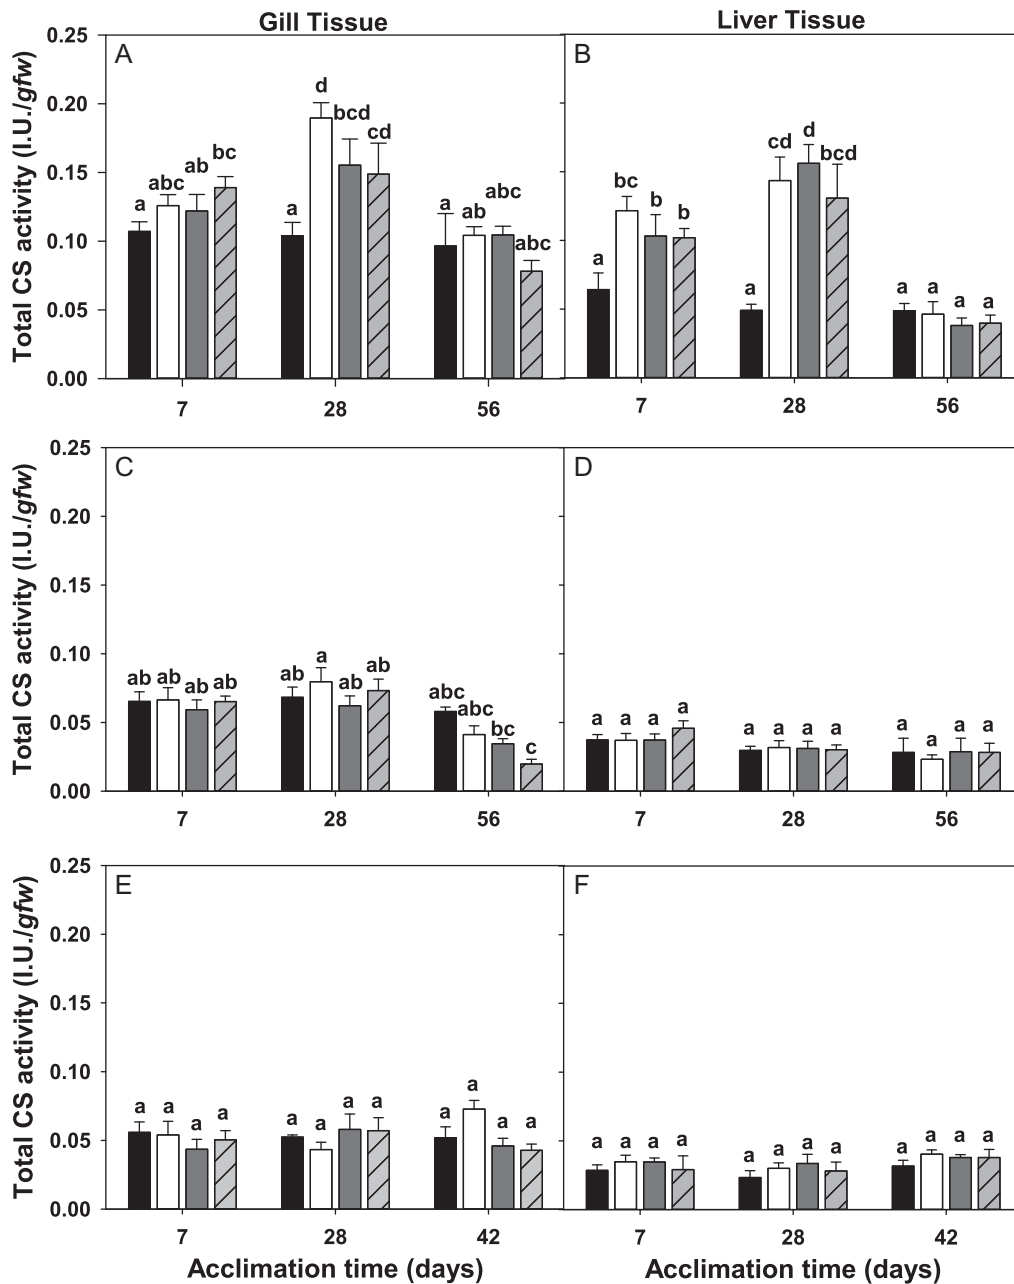 Gill Tissue
Liver Tissue
Total CS activity (I.U./gfw)
0.25
0.20
0.15
0.10
0.05
0.00
A
a
abc
ab
bc
a
d
bcd
cd
a
ab
abc
abc
7
28
56
B
a
bc
b
b
a
cd
d
bcd
a
a
a
a
7
28
56
Total CS activity (I.U./gfw)
0.25
0.20
0.15
0.10
0.05
0.00
C
ab
ab
ab
ab
ab
a
ab
ab
abc
abc
bc
c
7
28
56
D
a
a
a
a
a
a
a
a
a
a
a
a
7
28
56
Total CS activity (I.U./gfw)
0.25
0.20
0.15
0.10
0.05
0.00
E
a
a
a
a
a
a
a
a
a
a
a
a
7
28
42
Acclimation time (days)
F
a
a
a
a
a
a
a
a
a
a
a
a
7
28
42
Acclimation time (days)